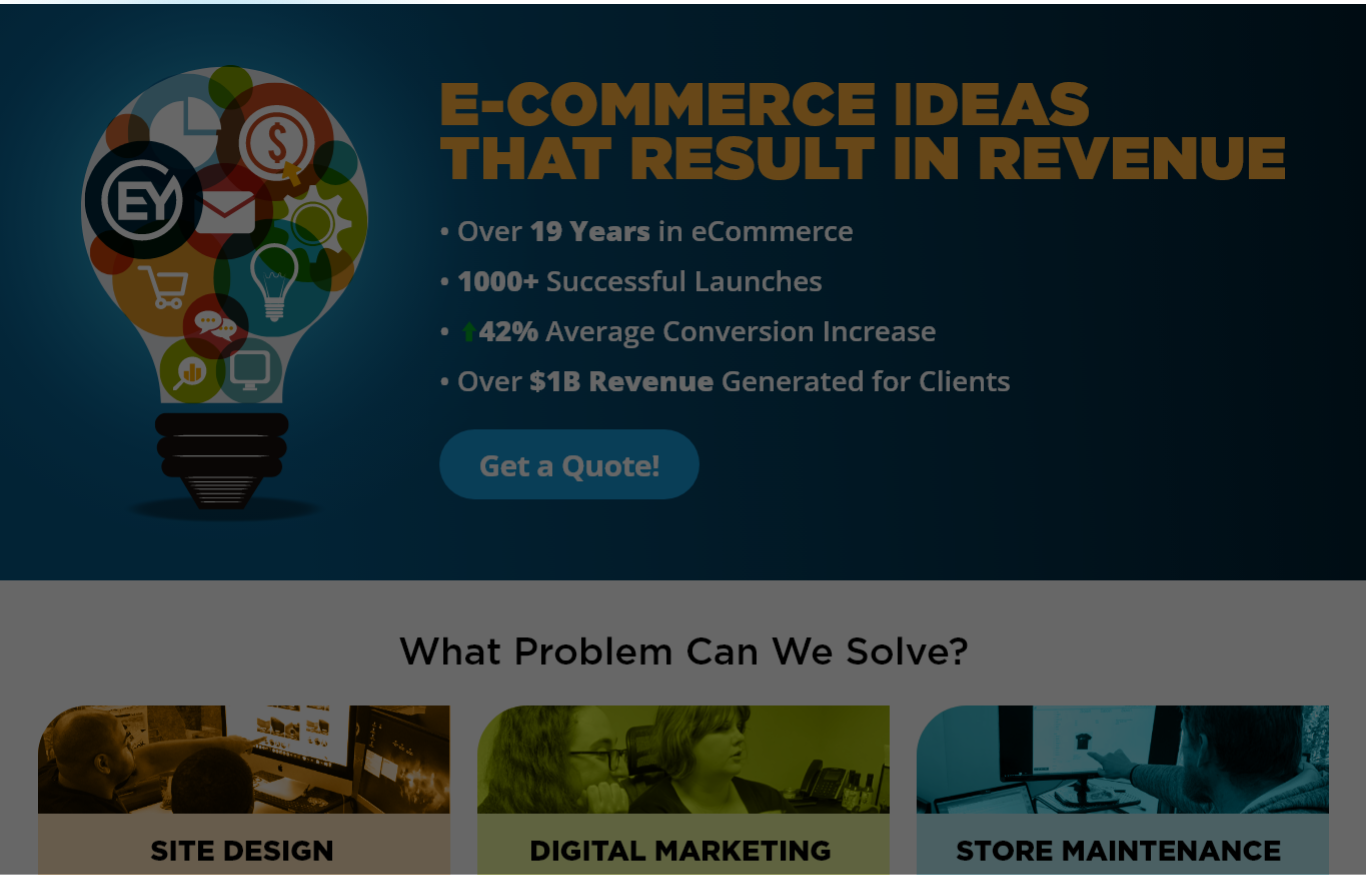 E-COMMERCE IDEAS
THAT RESULT IN REVENUE
EY
$
• Over 19 Years in eCommerce
• 1000+ Successful Launches
• 42% Average Conversion Increase
• Over $1B Revenue Generated for Clients
Get a Quote!
What Problem Can We Solve?
SITE DESIGN
DIGITAL MARKETING
STORE MAINTENANCE